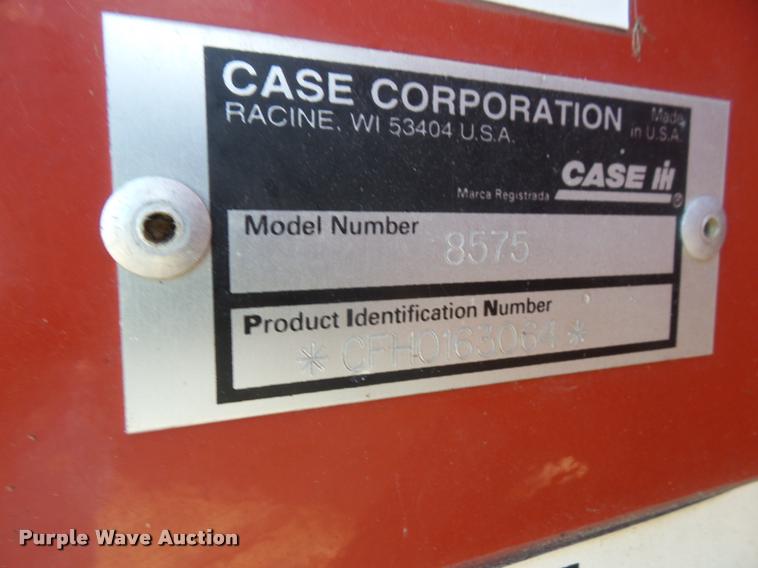 CASE CORPORATION
RACINE, WI 53404 U.S.A.
Made
in U.S.A.
Marca Registrada CASE IH ®
Model Number
8575
Product Identification Number
* CFH0163064 *
Purple Wave Auction